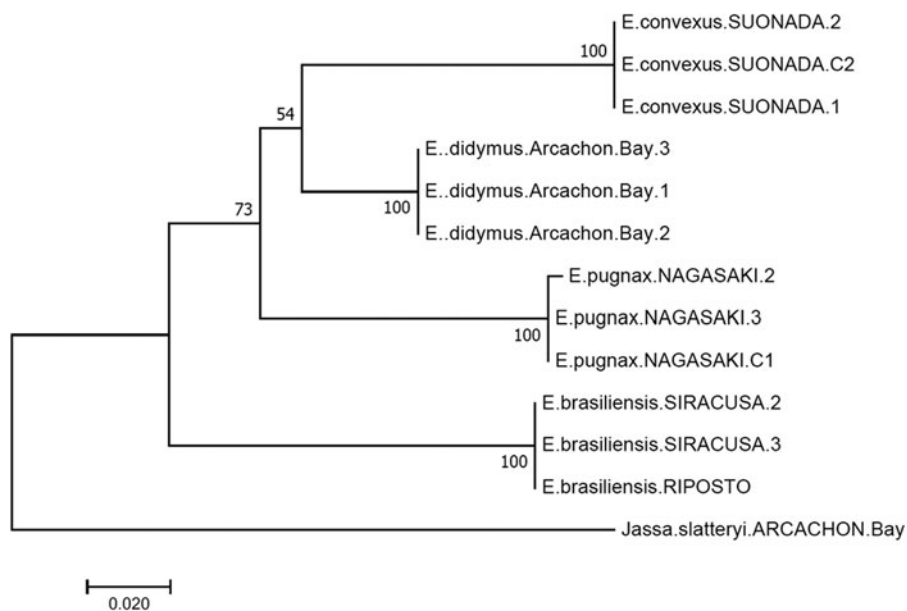 E.convexus.SUONADA.2
100
E.convexus.SUONADA.C2
E.convexus.SUONADA.1
54
E..didymus.Arcachon.Bay.3
E..didymus.Arcachon.Bay.1
100
73
E..didymus.Arcachon.Bay.2
E.pugnax.NAGASAKI.2
E.pugnax.NAGASAKI.3
100
E.pugnax.NAGASAKI.C1
E.brasiliensis.SIRACUSA.2
E.brasiliensis.SIRACUSA.3
100
E.brasiliensis.RIPOSTO
Jassa.slatteryi.ARCACHON.Bay
0.020